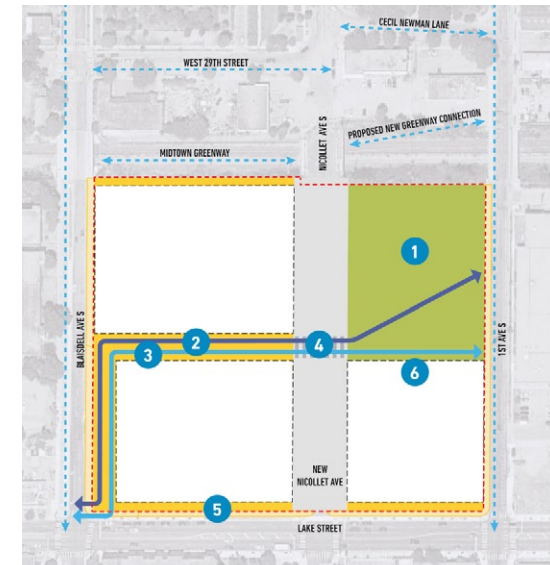 CECIL NEWMAN LANE
WEST 29TH STREET
NICOLLET AVE S
PROPOSED NEW GREENWAY CONNECTION
MIDTOWN GREENWAY
1
BLAISDELL AVE S
2
3
4
1ST AVE S
6
NEW
NICOLLET AVE
5
LAKE STREET